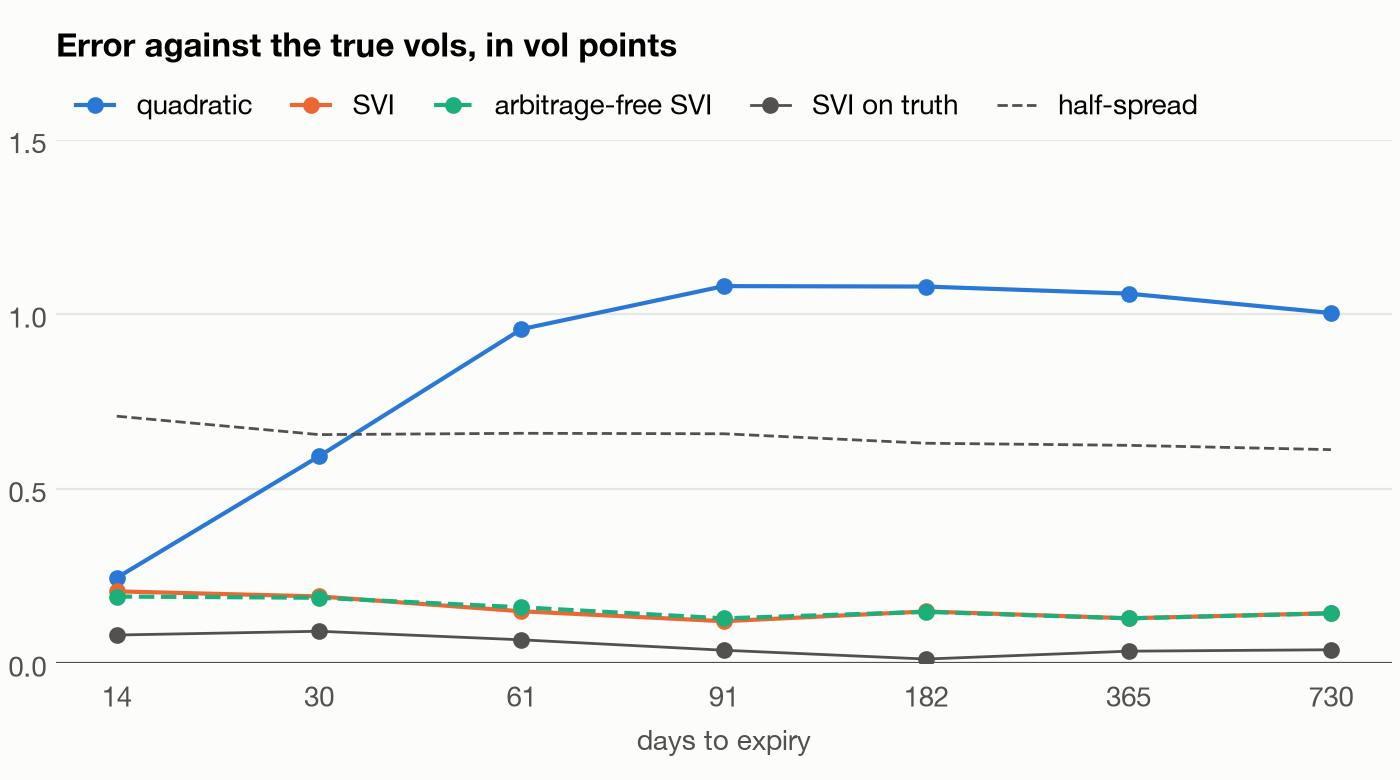 Error against the true vols, in vol points
quadratic SVI arbitrage-free SVI SVI on truth half-spread
1.5
1.0
0.5
0.0
14 30 61 91 182 365 730
days to expiry